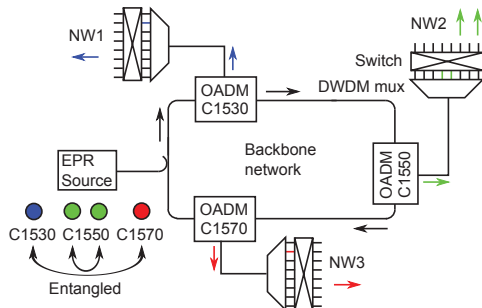 NW1
NW2
Switch
DWDM mux
OADM
C1530
EPR
Source
Backbone
network
OADM
C1550
OADM
C1570
C1530 C1550 C1570
Entangled
NW3